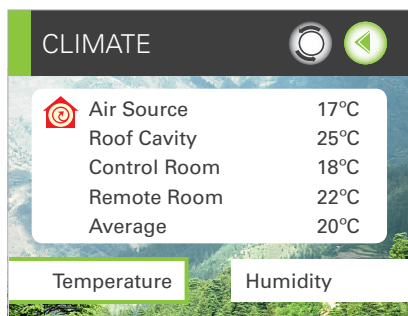 CLIMATE
Air Source 17°C
Roof Cavity 25°C
Control Room 18°C
Remote Room 22°C
Average 20°C
Temperature Humidity